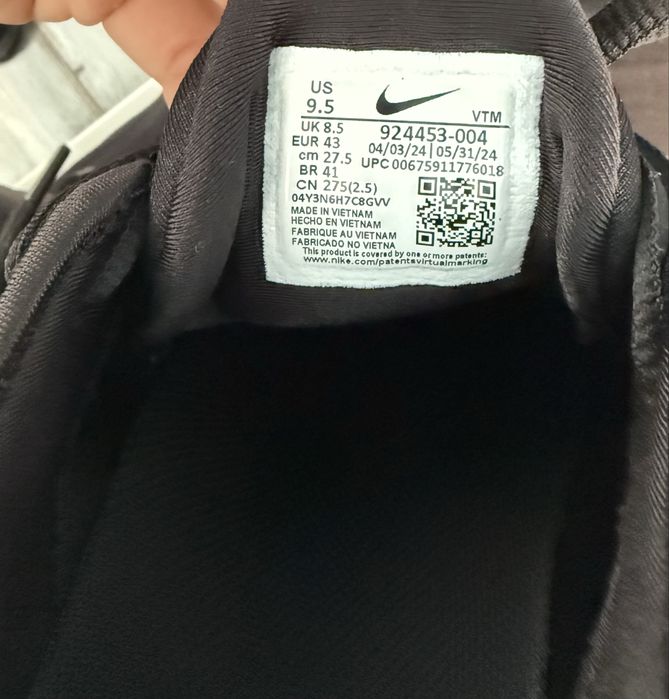 US
9.5
VTM
UK 8.5
924453-004
EUR 43
04/03/24 | 05/31/24
cm 27.5
UPC 00675911776018
BR 41
CN 275(2.5)
04Y3N6H7C8GVV
MADE IN VIETNAM
HECHO EN VIETNAM
FABRIQUE AU VIETNAM
FABRICADO NO VIETNA
This product is covered by one or more patents:
www.nike.com/patentsvirtualmarking